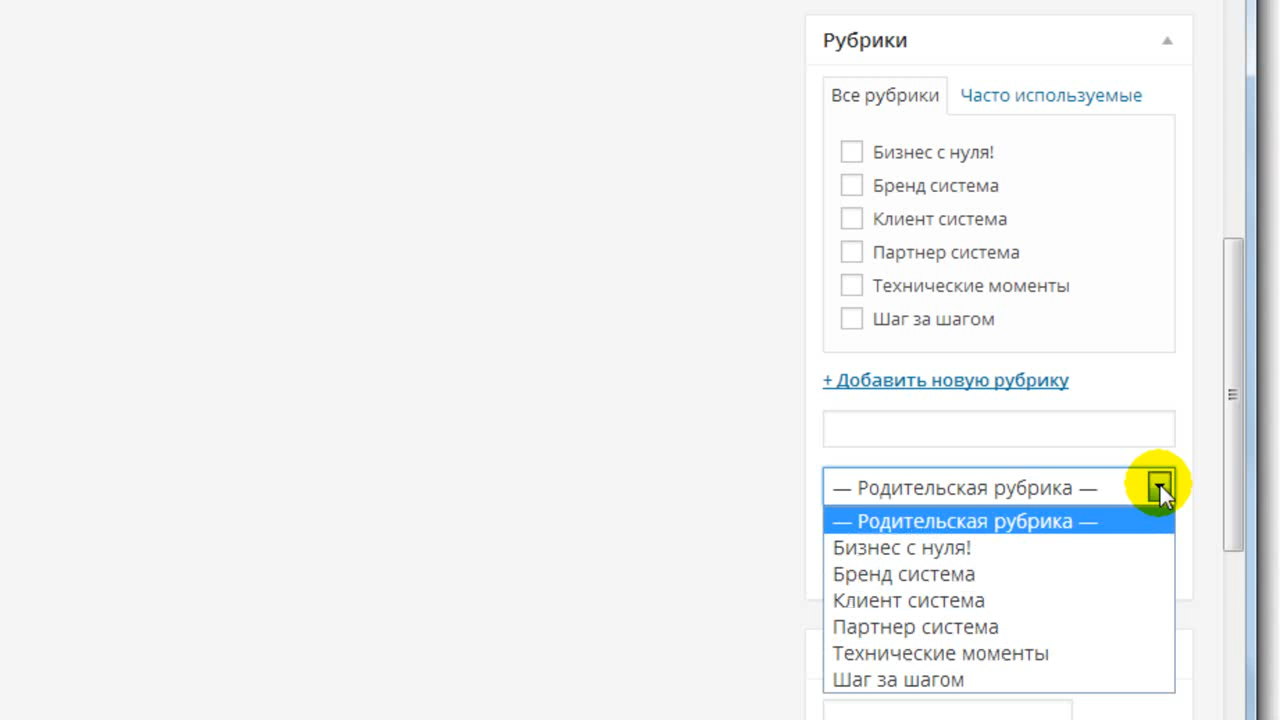 Рубрики
Все рубрики Часто используемые
Бизнес с нуля!
Бренд система
Клиент система
Партнер система
Технические моменты
Шаг за шагом
+ Добавить новую рубрику
— Родительская рубрика —
— Родительская рубрика —
Бизнес с нуля!
Бренд система
Клиент система
Партнер система
Технические моменты
Шаг за шагом